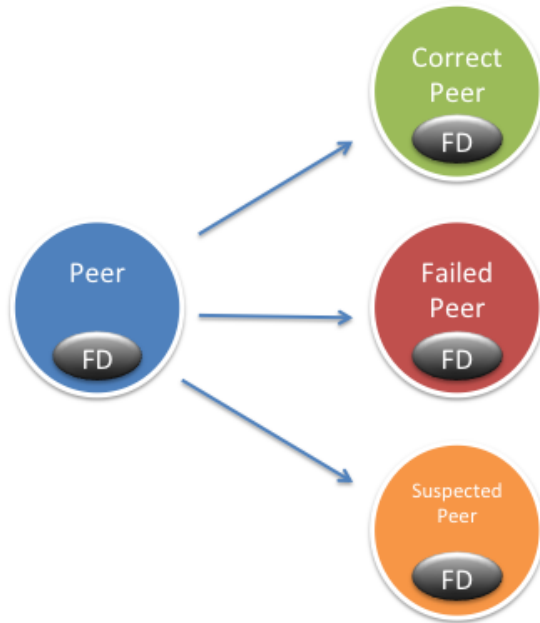 Correct
Peer
FD
Peer
FD
Failed
Peer
FD
Suspected
Peer
FD